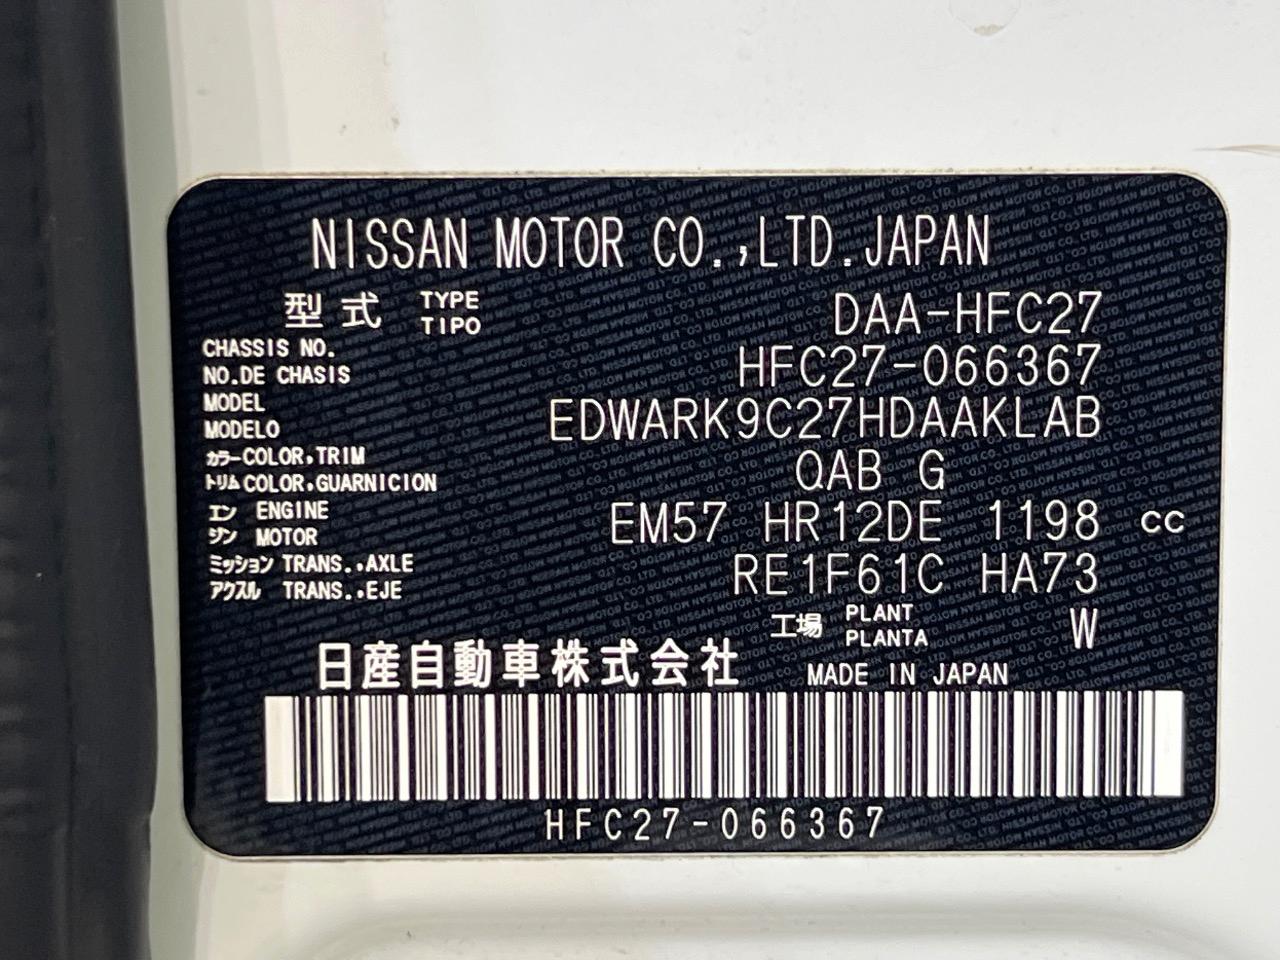 NISSAN MOTOR CO.,LTD.JAPAN
型式 TYPE TIPO DAA-HFC27
CHASSIS NO. NO.DE CHASIS HFC27-066367
MODEL MODELO EDWARK9C27HDAAKLAB
カラー COLOR,TRIM
トリム COLOR,GUARNICION QAB G
エン ENGINE
ジン MOTOR EM57 HR12DE 1198 cc
ミッション TRANS.,AXLE
アクスル TRANS.,EJE RE1F61C HA73
工場 PLANT PLANTA W
日産自動車株式会社 MADE IN JAPAN
HFC27-066367